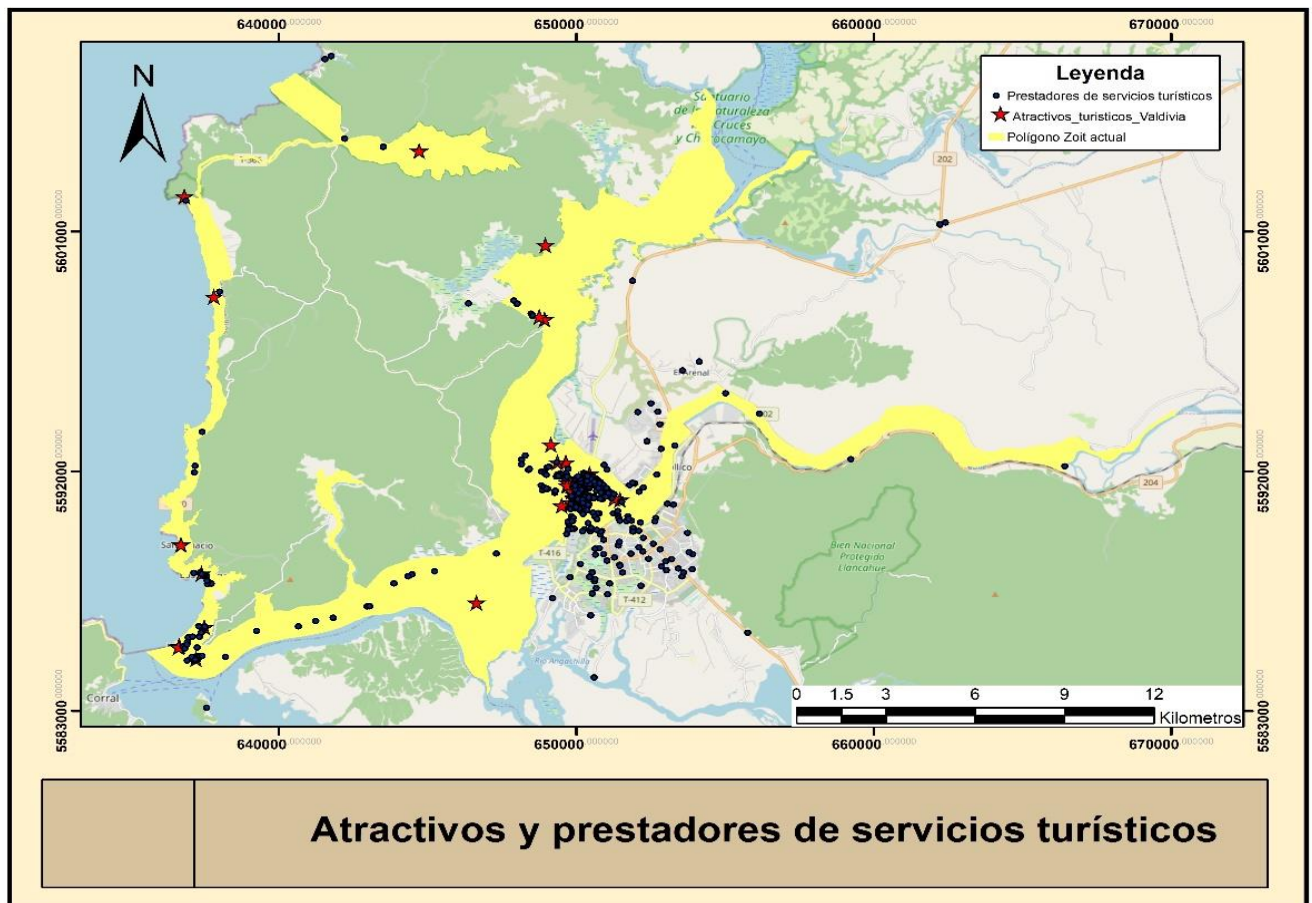 640000.000000 650000.000000 660000.000000 670000.000000
N
Leyenda
Prestadores de servicios turísticos
Atractivos_turisticos_Valdivia
Polígono Zoit actual
de la
y
202
5601000.000000
5601000.000000
El Arenal
202
5592000.000000
5592000.000000
204
T-416
Bien Nacional
Protegido
Llancahue
T-412
Río Angachilla
Corral
0 1.5 3 6 9 12
Kilometros
5583000.000000
5583000.000000
640000.000000 650000.000000 660000.000000 670000.000000
Atractivos y prestadores de servicios turísticos